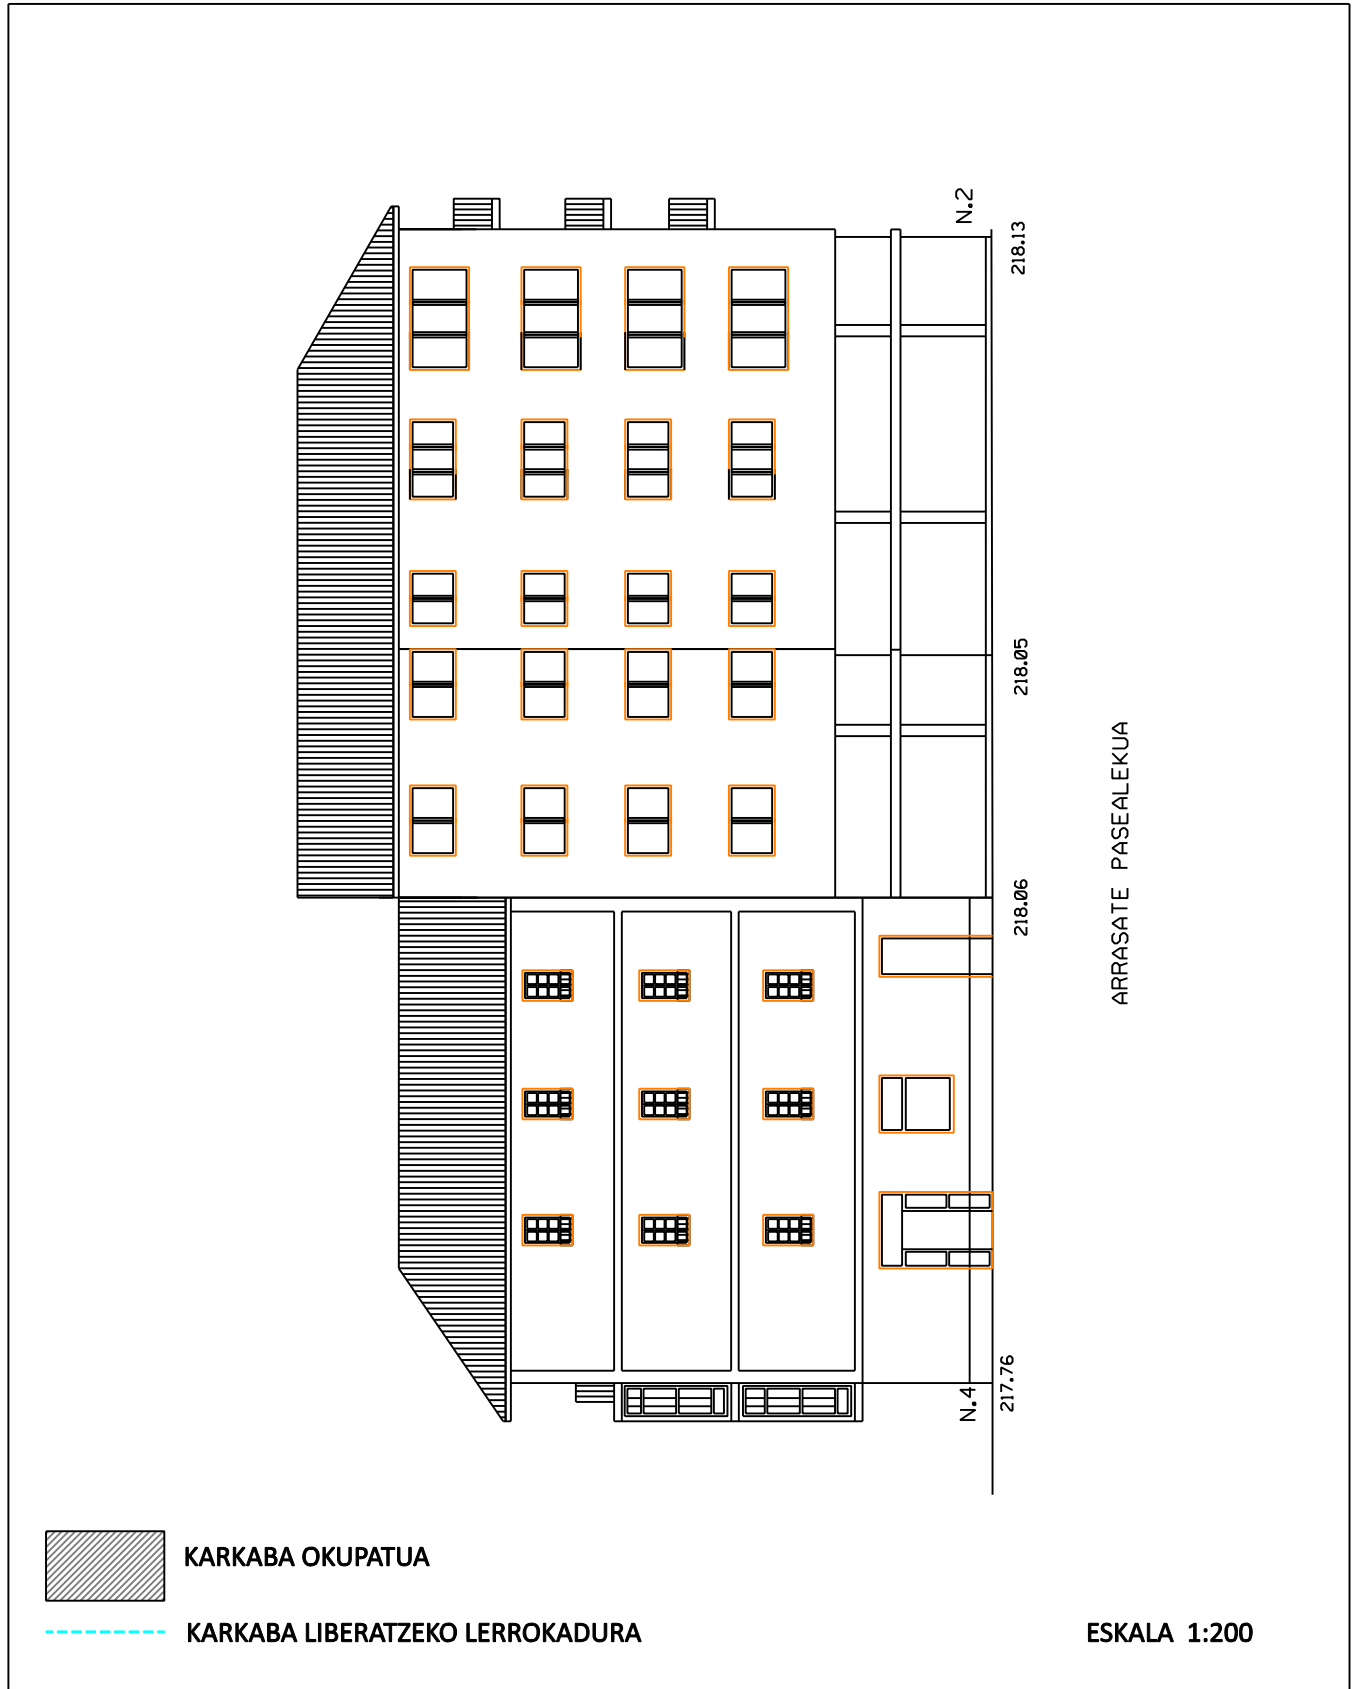 N.2
218.13
218.05
218.06
ARRASATE PASEALEKUA
N.4
217.76
KARKABA OKUPATUA
KARKABA LIBERATZEKO LERROKADURA
ESKALA 1:200